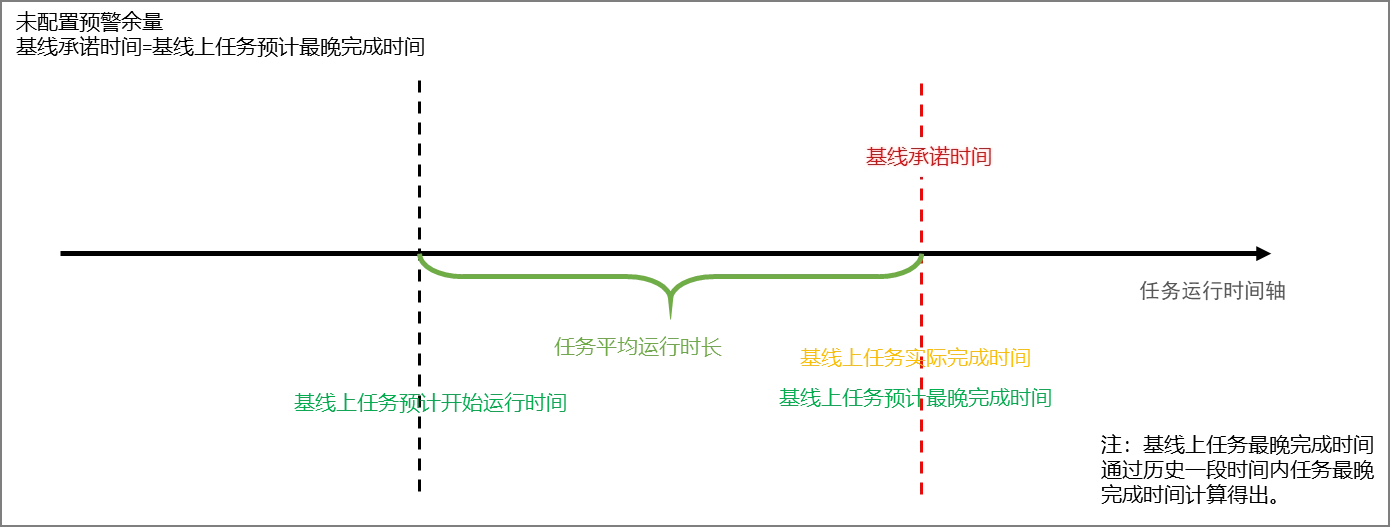 未配置预警余量
基线承诺时间=基线上任务预计最晚完成时间
基线承诺时间
任务运行时间轴
任务平均运行时长
基线上任务实际完成时间
基线上任务预计最晚完成时间
基线上任务预计开始运行时间
注：基线上任务最晚完成时间
通过历史一段时间内任务最晚
完成时间计算得出。